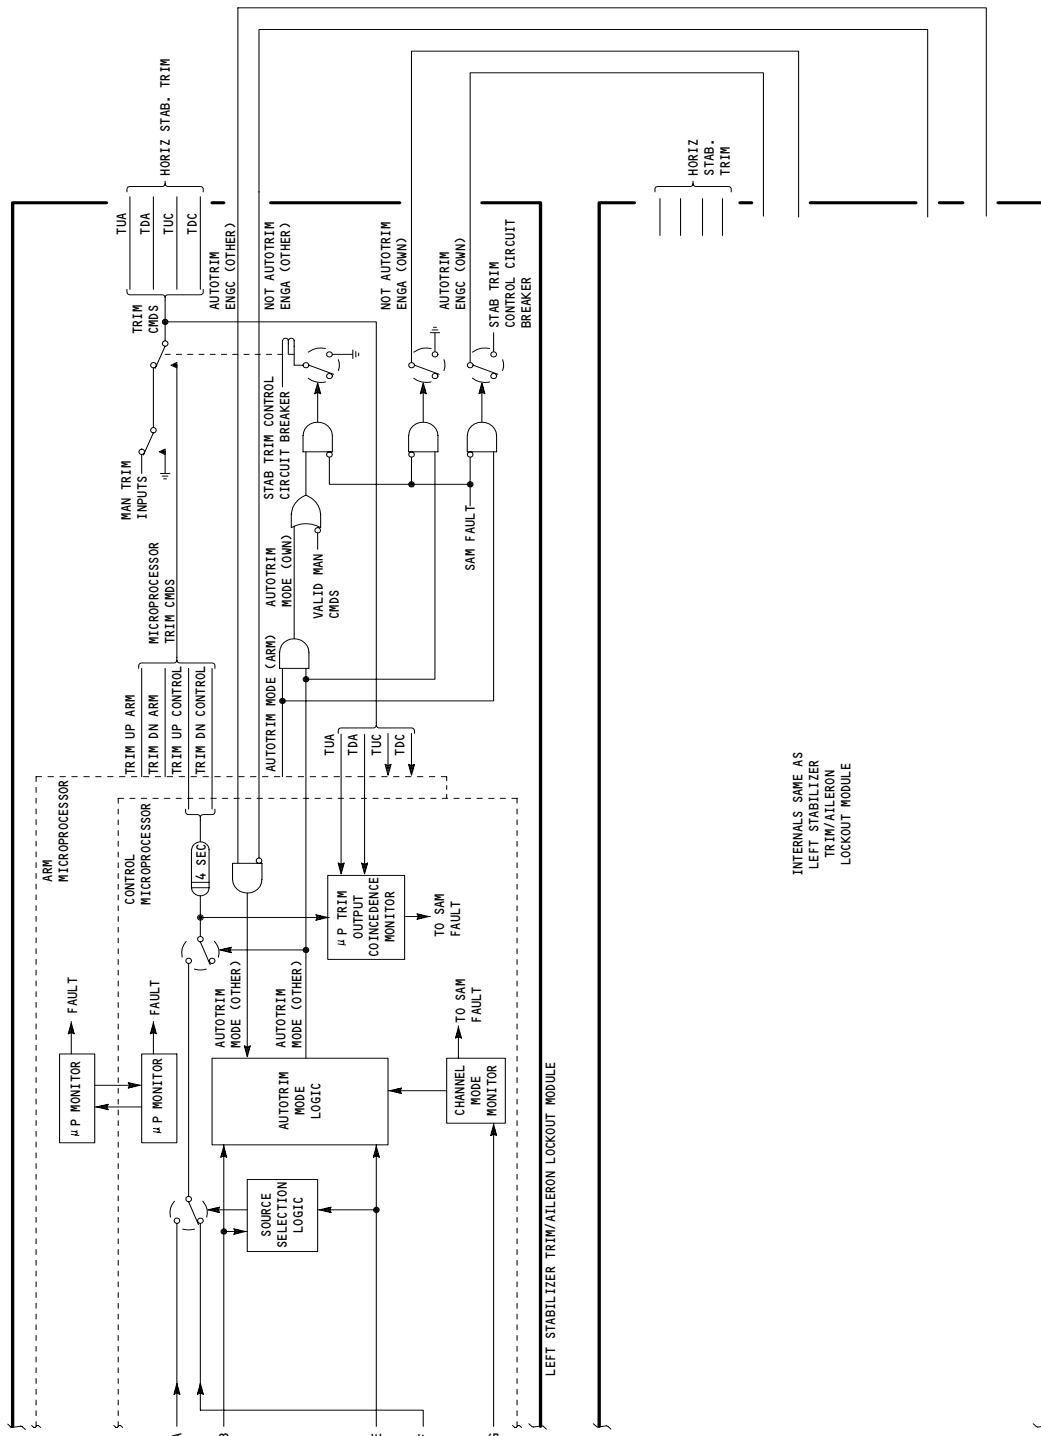 HORIZ STAB. TRIM
TUA
TDA
TUC
TDC
TRIM
CMDS
MAN TRIM
INPUTS
MICROPROCESSOR
TRIM CMDS
TRIM UP ARM
TRIM DN ARM
TRIM UP CONTROL
TRIM DN CONTROL
ARM
MICROPROCESSOR
CONTROL
MICROPROCESSOR
4 SEC
FAULT
FAULT
µP MONITOR
µP MONITOR
AUTOTRIM
ENGC (OTHER)
NOT AUTOTRIM
ENGA (OTHER)
STAB TRIM CONTROL
CIRCUIT BREAKER
AUTOTRIM
MODE (OWN)
VALID MAN
CMDS
AUTOTRIM MODE (ARM)
TUA
TDA
TUC
TDC
µP TRIM
OUTPUT
COINCEDENCE
MONITOR
TO SAM
FAULT
AUTOTRIM
MODE (OTHER)
AUTOTRIM
MODE (OTHER)
AUTOTRIM
MODE
LOGIC
SOURCE
SELECTION
LOGIC
TO SAM
FAULT
CHANNEL
MODE
MONITOR
NOT AUTOTRIM
ENGA (OWN)
AUTOTRIM
ENGC (OWN)
STAB TRIM
CONTROL CIRCUIT
BREAKER
SAM FAULT
LEFT STABILIZER TRIM/AILERON LOCKOUT MODULE
HORIZ
STAB.
TRIM
INTERNALS SAME AS
LEFT STABILIZER
TRIM/AILERON
LOCKOUT MODULE